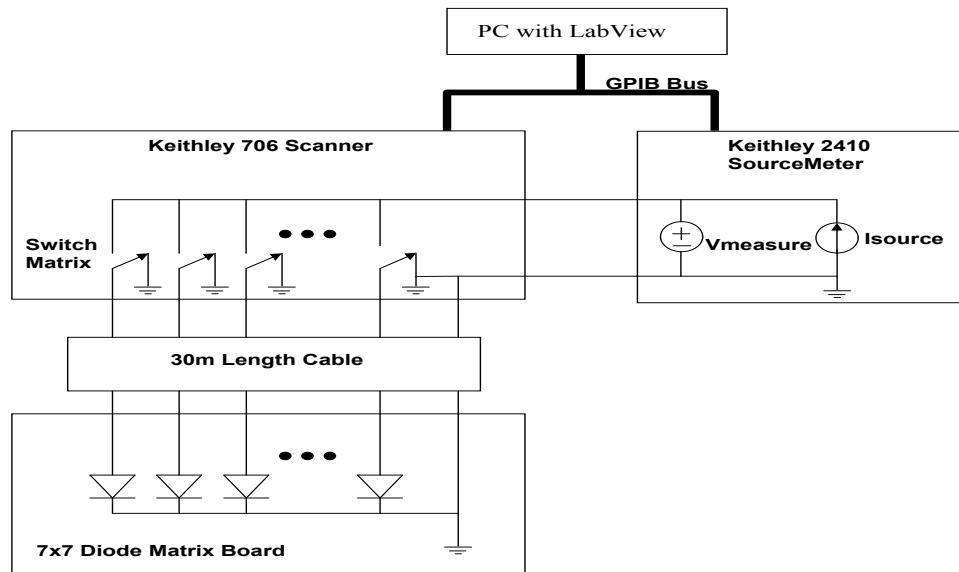 PC with LabView
GPIB Bus
Keithley 706 Scanner
Keithley 2410
SourceMeter
Switch
Matrix
Vmeasure
Isource
30m Length Cable
7x7 Diode Matrix Board